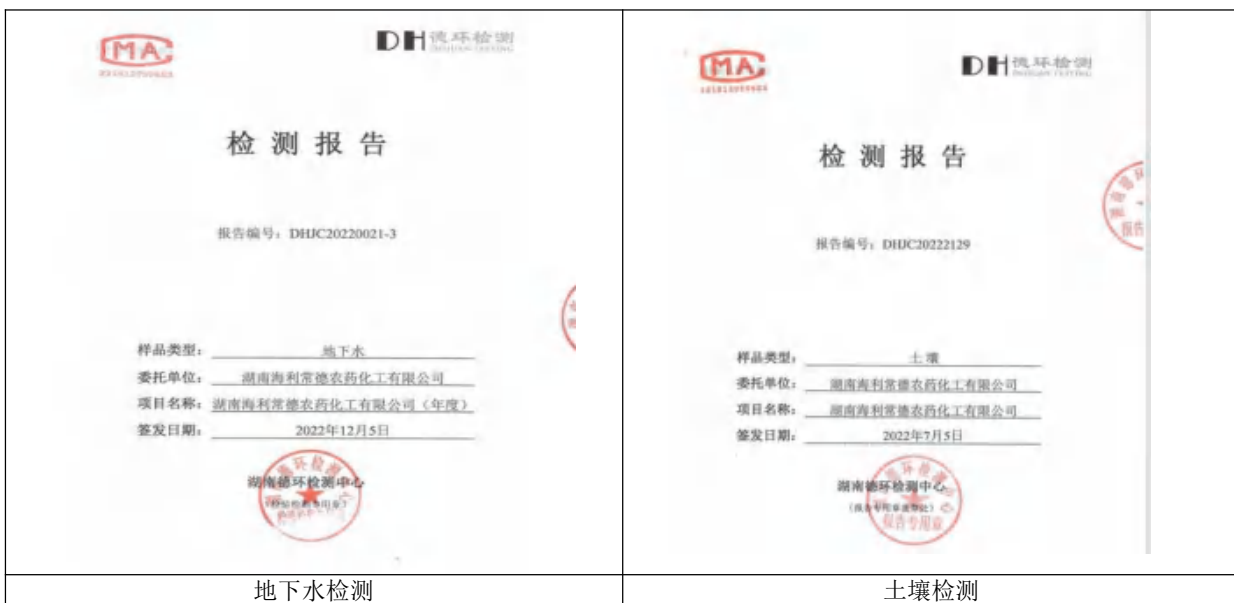 MA
DH 德环检测
检测报告
报告编号：DHJC20220021-3
样品类型：地下水
委托单位：湖南海利常德农药化工有限公司
项目名称：湖南海利常德农药化工有限公司（年度）
签发日期：2022年12月5日
湖南德环检测中心
地下水检测
MA
DH 德环检测
检测报告
报告编号：DHJC20222129
样品类型：土壤
委托单位：湖南海利常德农药化工有限公司
项目名称：湖南海利常德农药化工有限公司
签发日期：2022年7月5日
湖南德环检测中心
报告专用章
土壤检测